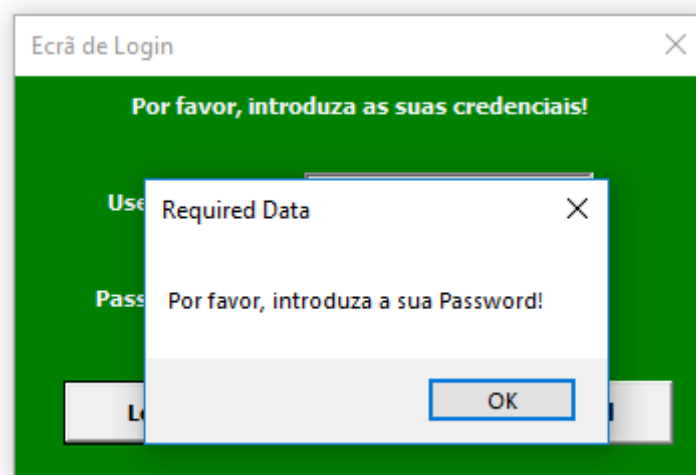 Ecrã de Login
Por favor, introduza as suas credenciais!
Required Data
Por favor, introduza a sua Password!
OK